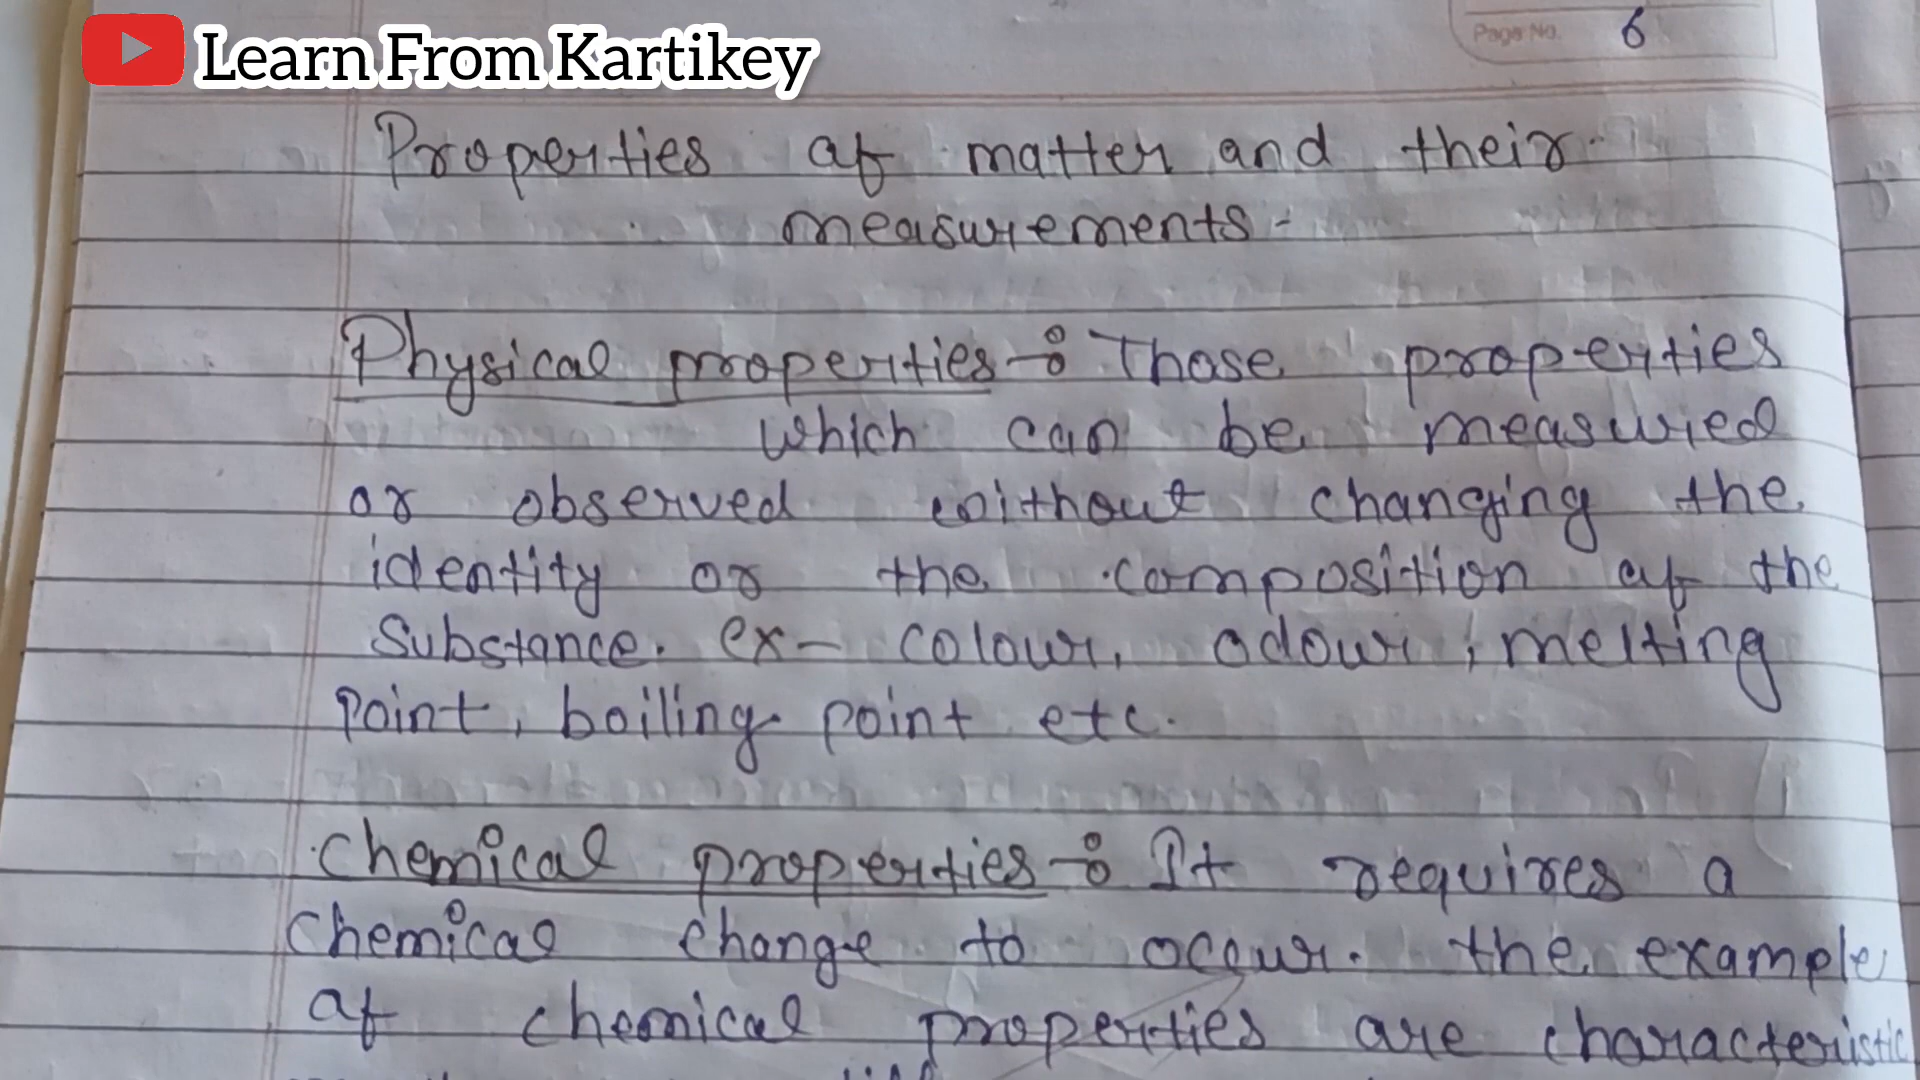 Learn From Kartikey
Page No. 6
Properties of matter and their
measurements -
Physical properties -: Those properties
which can be measured
or observed without changing the
identity or the composition of the
substance. ex- colour, odour, melting
point, boiling point etc.
Chemical properties -: It requires a
chemical change to occur. the example
of chemical properties are characteristic